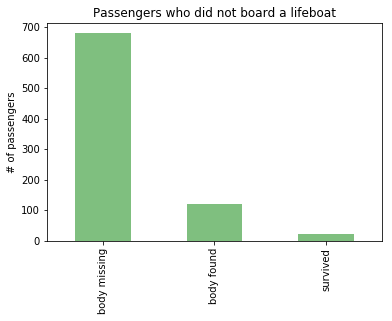 Passengers who did not board a lifeboat
700
600
500
400
300
200
100
0
# of passengers
body missing
body found
survived